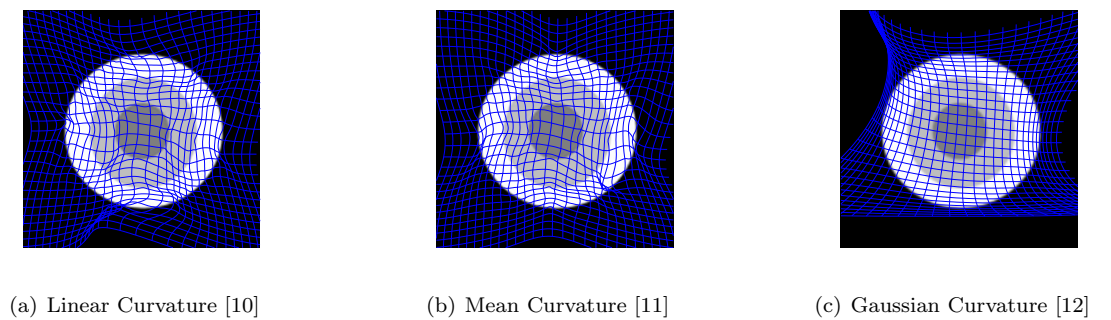 (a) Linear Curvature [10]
(b) Mean Curvature [11]
(c) Gaussian Curvature [12]